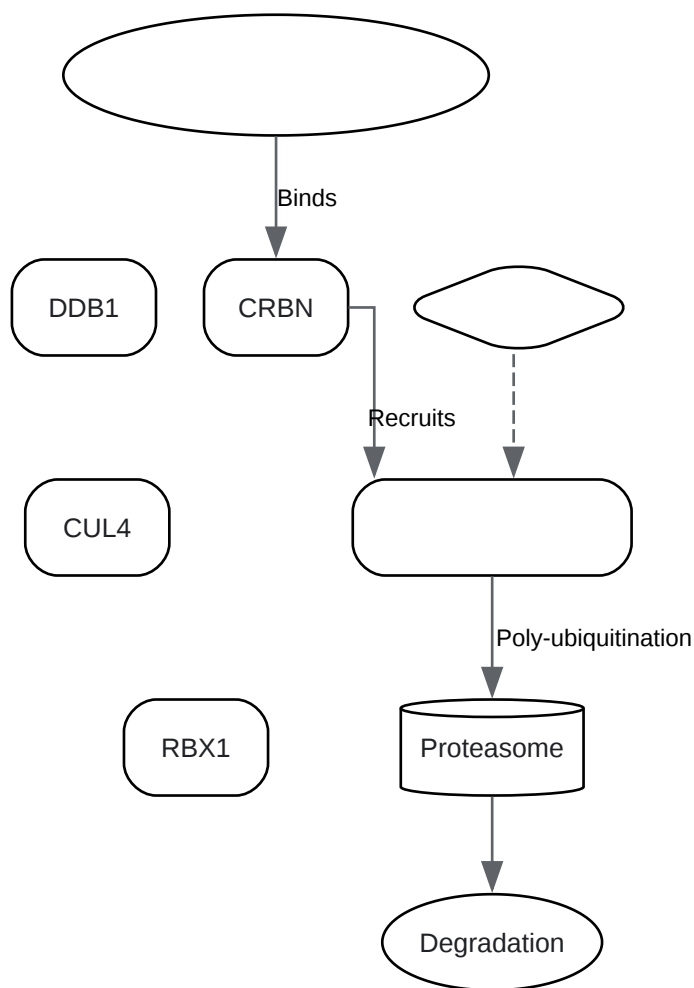 Binds
DDB1
CRBN
Recruits
CUL4
Poly-ubiquitination
RBX1
Proteasome
Degradation